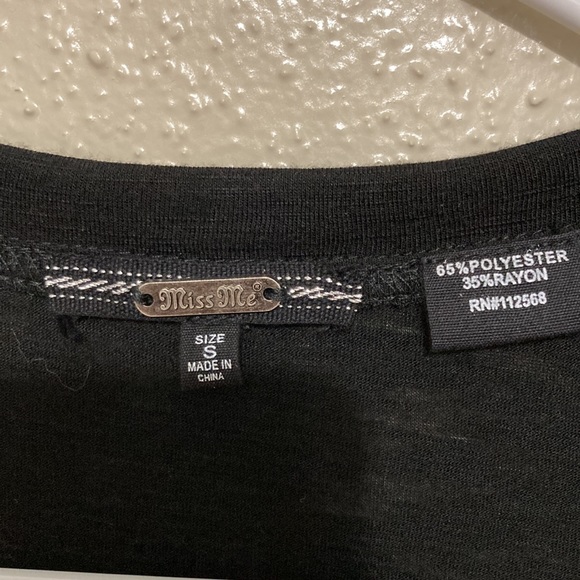 Miss Me®
SIZE
S
MADE IN
CHINA
65%POLYESTER
35%RAYON
RN#112568